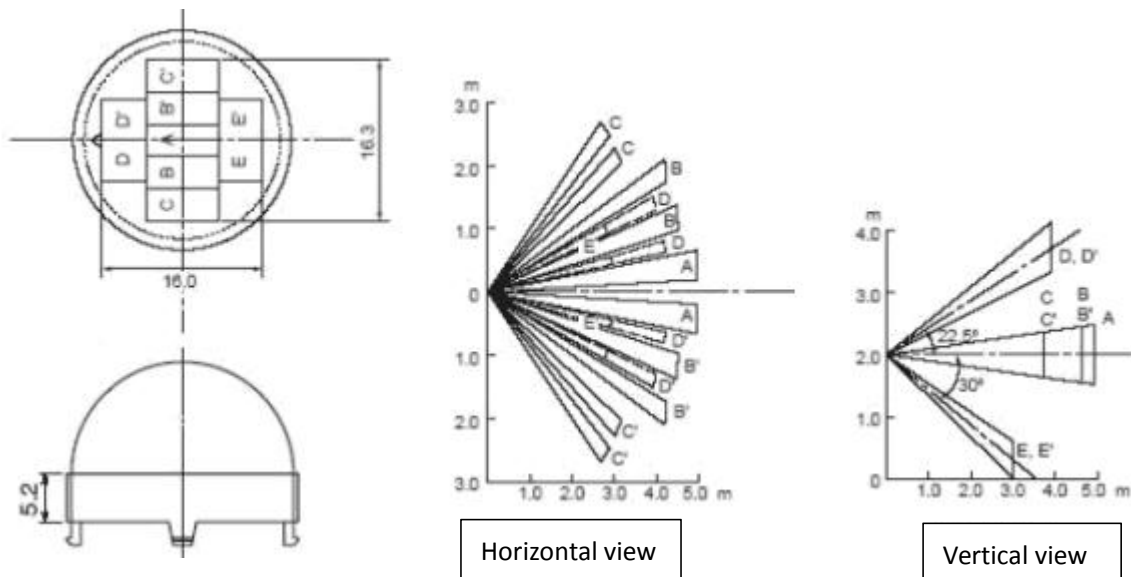 C'
D' B' A E'
D B E
C
16.3
16.0
5.2
m
3.0
2.0
1.0
0
1.0
2.0
3.0
1.0 2.0 3.0 4.0 5.0 m
C
C
B
D
B
E
D
A
A
E'
D'
B'
D'
B'
C'
C'
Horizontal view
m
4.0
3.0
2.0
1.0
0
1.0 2.0 3.0 4.0 5.0 m
D, D'
C B
C' B' A
22.5°
30°
E, E'
Vertical view